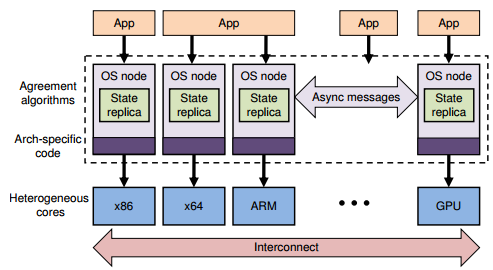 App
App
App
App
Agreement
algorithms
OS node
OS node
OS node
OS node
State
replica
State
replica
State
replica
State
replica
Async messages
Arch-specific
code
Heterogeneous
cores
x86
x64
ARM
GPU
Interconnect